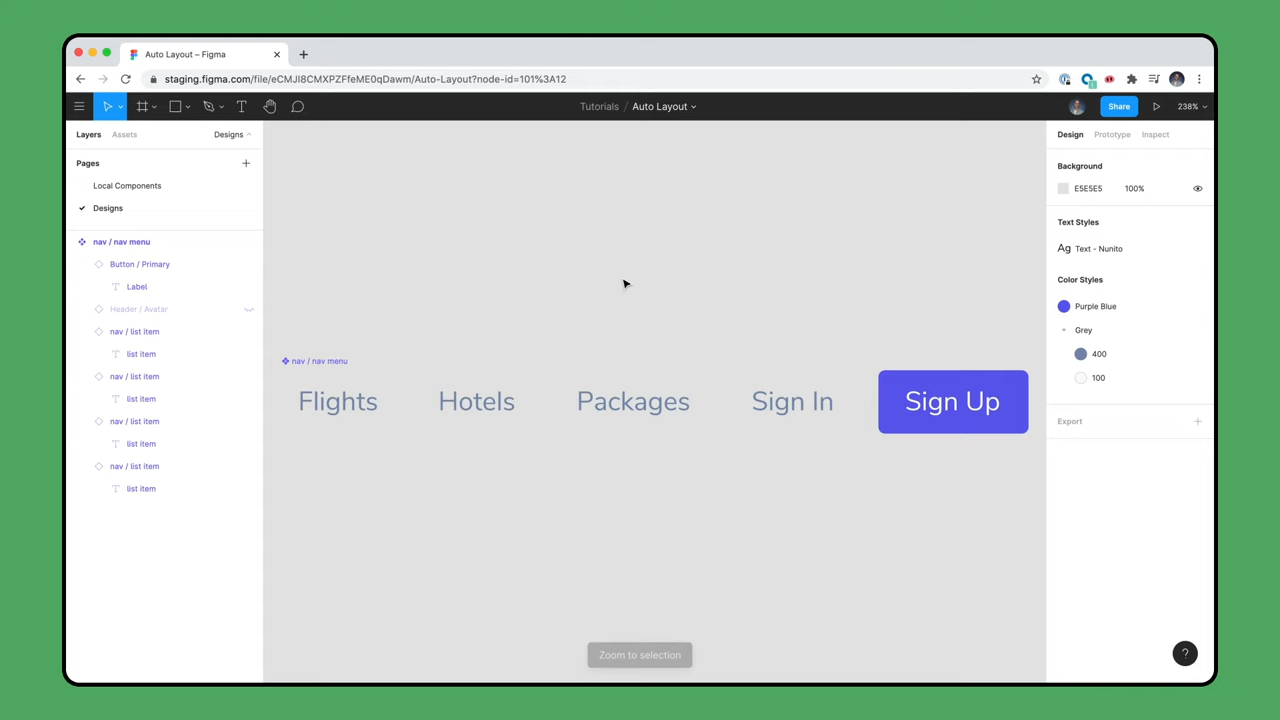 Auto Layout – Figma
staging.figma.com/file/eCMJI8CMXPZFfeME0qDawm/Auto-Layout?node-id=101%3A12
Tutorials / Auto Layout
Share
238%
Layers Assets Designs
Pages
Local Components
Designs
nav / nav menu
Button / Primary
Label
Header / Avatar
nav / list item
list item
nav / list item
list item
nav / list item
list item
nav / list item
list item
nav / nav menu
Flights Hotels Packages Sign In Sign Up
Zoom to selection
Design Prototype Inspect
Background
E5E5E5 100%
Text Styles
Ag Text - Nunito
Color Styles
Purple Blue
Grey
400
100
Export
?